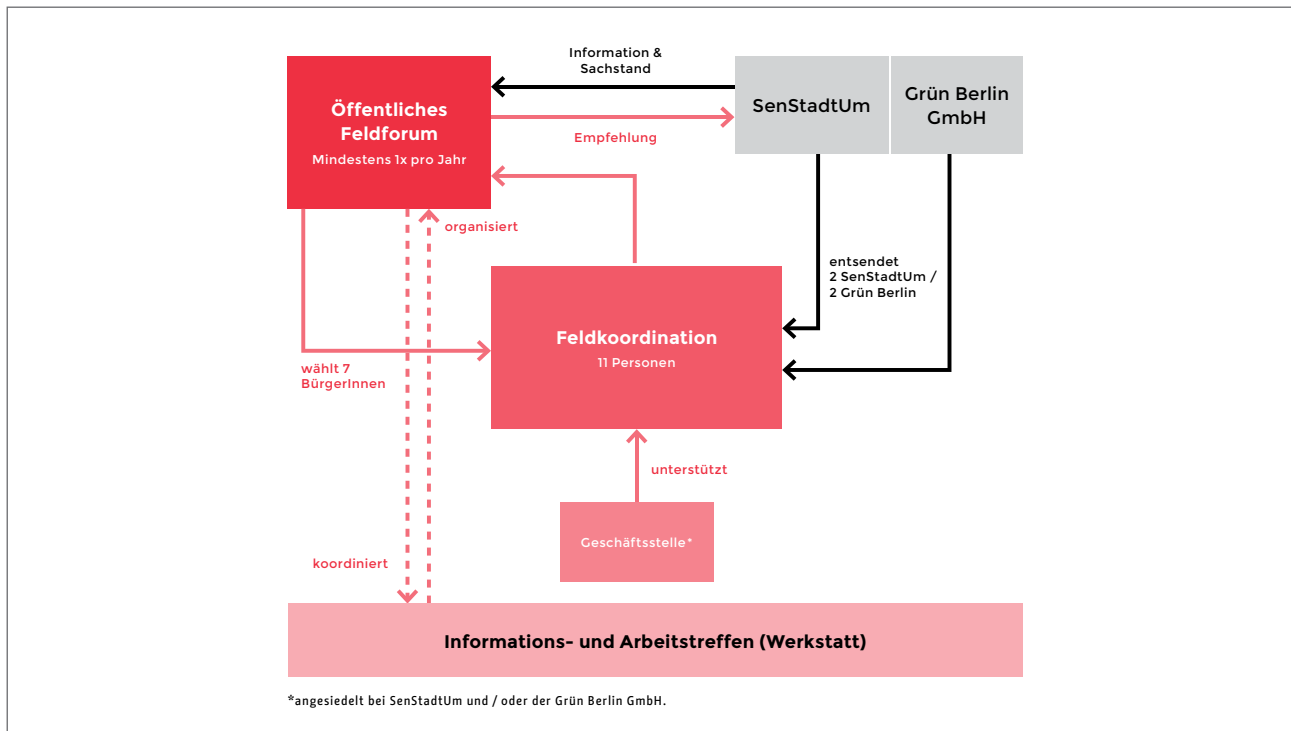 Information &
Sachstand
Öffentliches
Feldforum
Mindestens 1x pro Jahr
SenStadtUm
Grün Berlin
GmbH
Empfehlung
organisiert
entsendet
2 SenStadtUm /
2 Grün Berlin
Feldkoordination
11 Personen
wählt 7
BürgerInnen
unterstützt
Geschäftsstelle*
koordiniert
Informations- und Arbeitstreffen (Werkstatt)
*angesiedelt bei SenStadtUm und / oder der Grün Berlin GmbH.